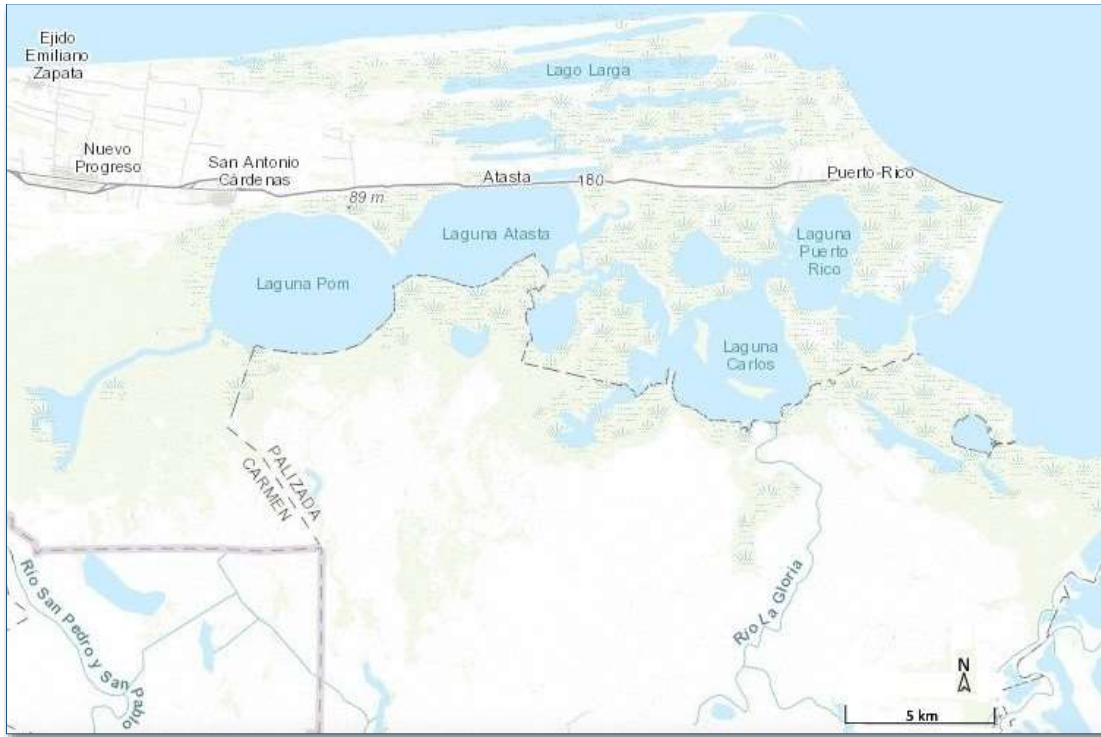 Ejido
Emiliano
Zapata
Lago Larga
Nuevo
Progreso
San Antonio
Cárdenas
Atasta
180
Puerto-Rico
89 m
Laguna Atasta
Laguna
Puerto
Rico
Laguna Pom
Laguna
Carlos
PALIZADA
CARMEN
Río San Pedro y San Pablo
Río La Gloria
N
5 km